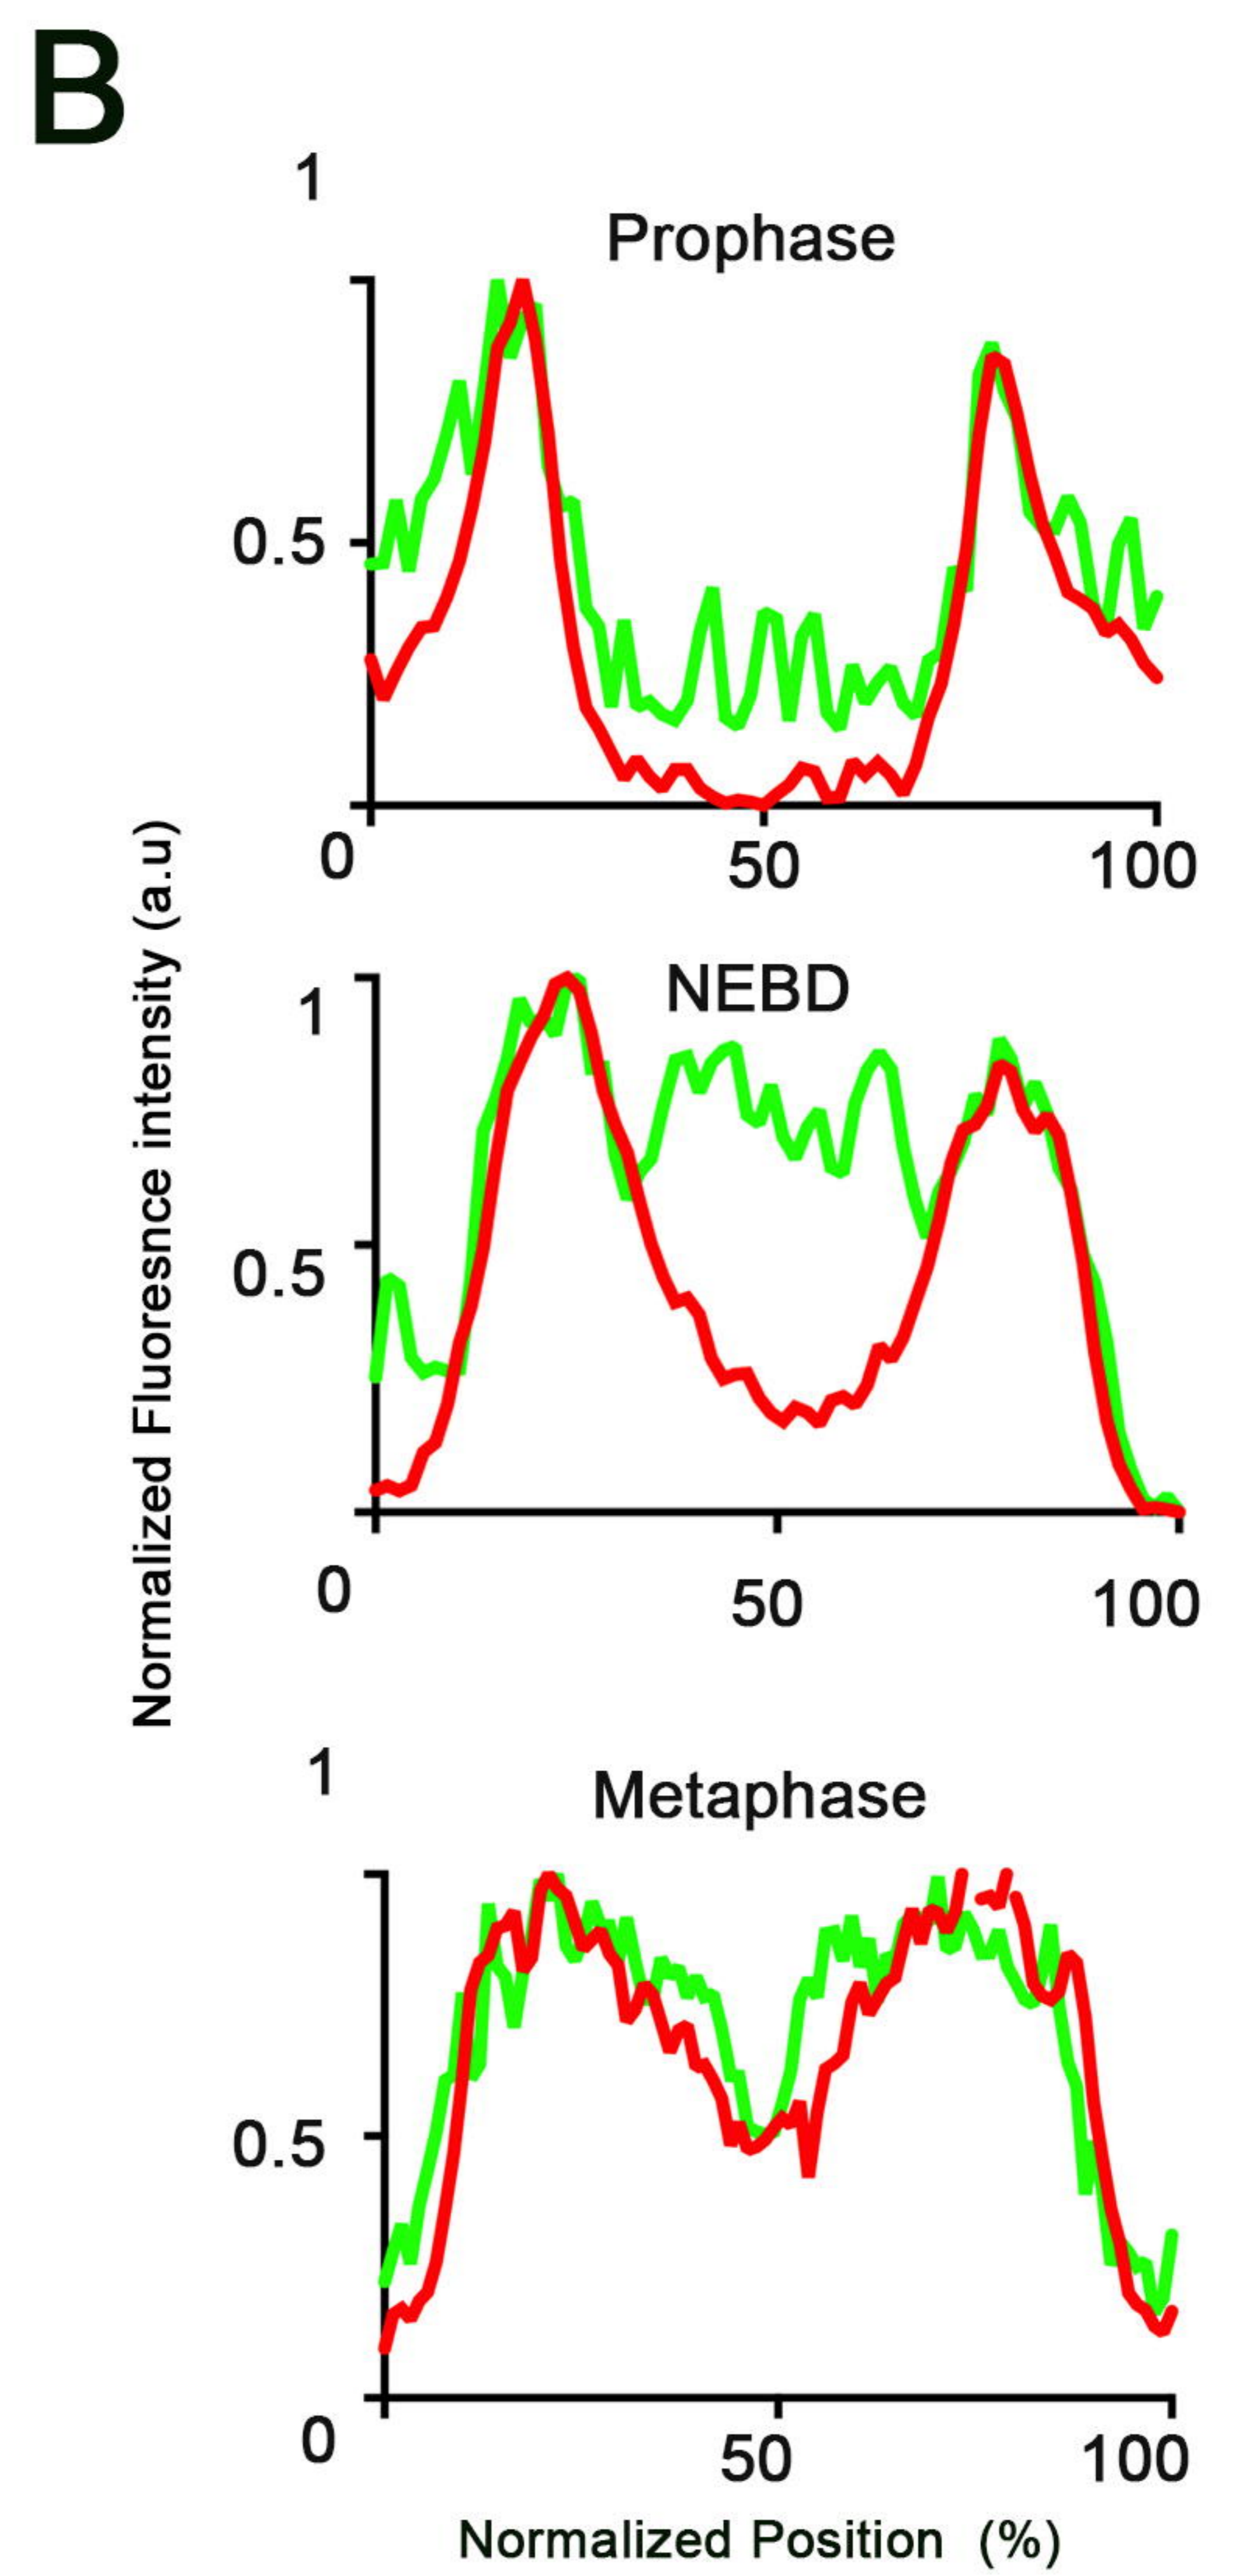 B
1
Prophase
0.5
0
50
100
Normalized Fluoresnce intensity (a.u)
1
NEBD
0.5
0
50
100
1
Metaphase
0.5
0
50
100
Normalized Position (%)